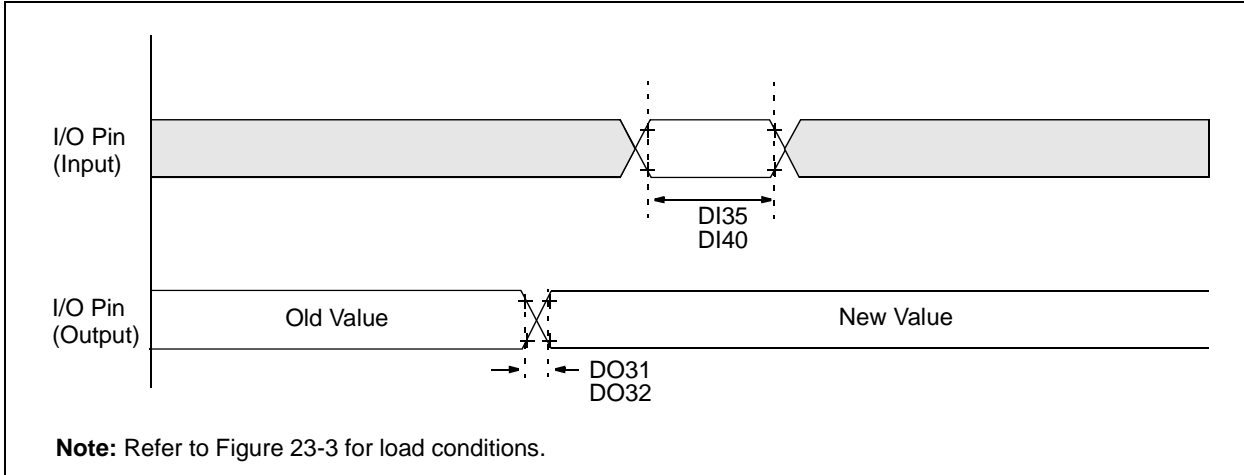 I/O Pin
(Input)
DI35
DI40
I/O Pin
(Output)
Old Value
New Value
DO31
DO32
Note: Refer to Figure 23-3 for load conditions.